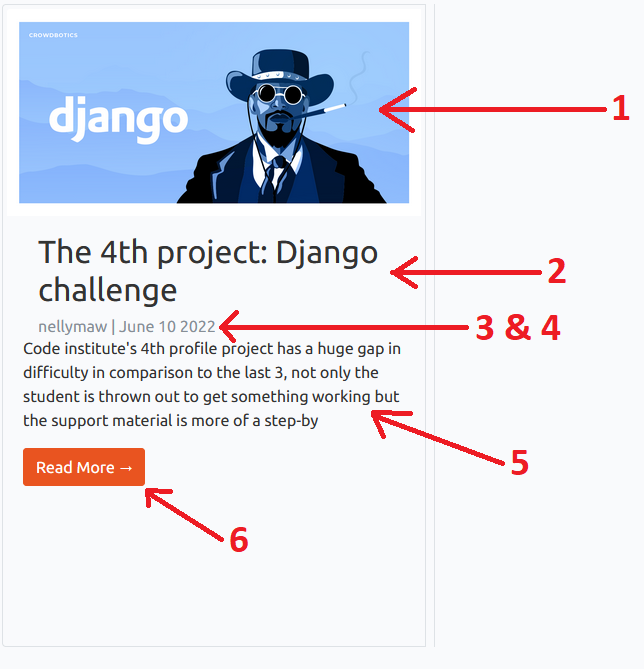 CROWDBOTICS
django
1
The 4th project: Django
challenge
2
nellymaw | June 10 2022
3 & 4
Code institute's 4th profile project has a huge gap in
difficulty in comparison to the last 3, not only the
student is thrown out to get something working but
the support material is more of a step-by
5
Read More →
6